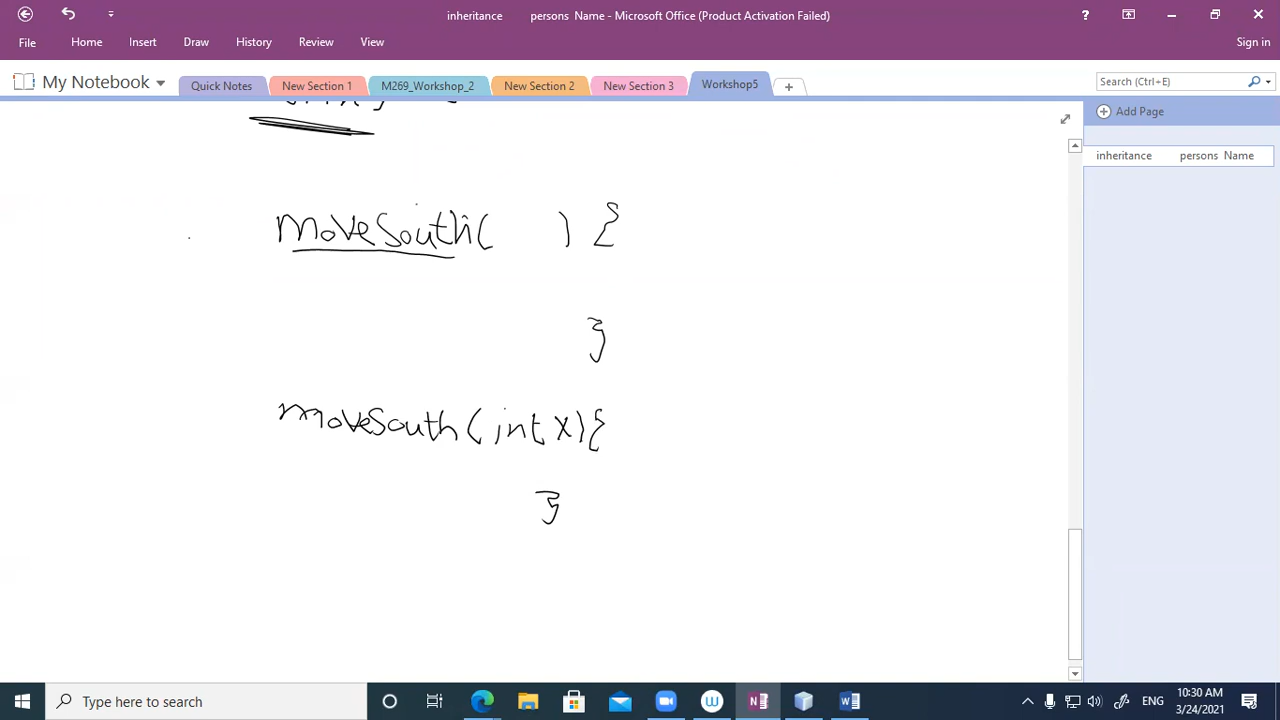 inheritance persons Name - Microsoft Office (Product Activation Failed)
File Home Insert Draw History Review View Sign in
My Notebook Quick Notes New Section 1 M269_Workshop_2 New Section 2 New Section 3 Workshop5 Search (Ctrl+E)
Add Page
inheritance persons Name
moveSouth( ) {
}
moveSouth (int x){
}
Type here to search
ENG 10:30 AM
3/24/2021